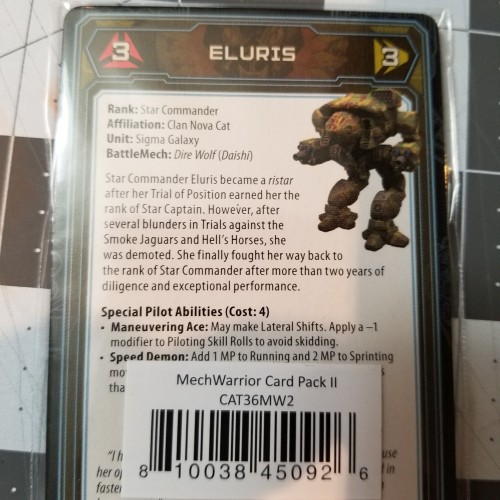 3 ELURIS 3
Rank: Star Commander
Affiliation: Clan Nova Cat
Unit: Sigma Galaxy
BattleMech: Dire Wolf (Daishi)
Star Commander Eluris became a ristar
after her Trial of Position earned her the
rank of Star Captain. However, after
several blunders in Trials against the
Smoke Jaguars and Hell's Horses, she
was demoted. She finally fought her way back to
the rank of Star Commander after more than two years of
diligence and exceptional performance.
Special Pilot Abilities (Cost: 4)
• Maneuvering Ace: May make Lateral Shifts. Apply a –1
modifier to Piloting Skill Rolls to avoid skidding.
• Speed Demon: Add 1 MP to Running and 2 MP to Sprinting
MechWarrior Card Pack II
CAT36MW2
8 10038 45092 6